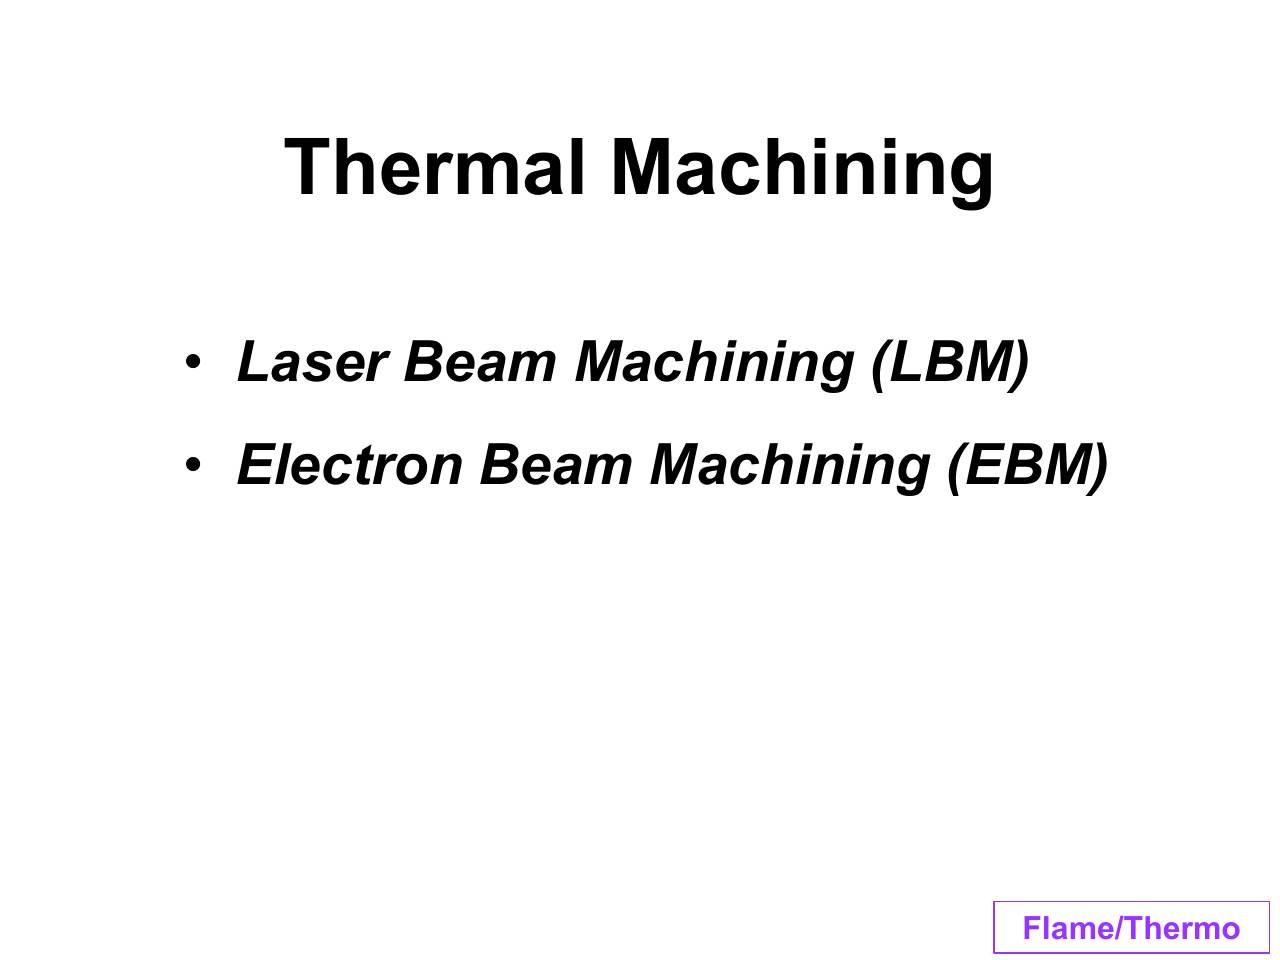 Thermal Machining
• Laser Beam Machining (LBM)
• Electron Beam Machining (EBM)
Flame/Thermo